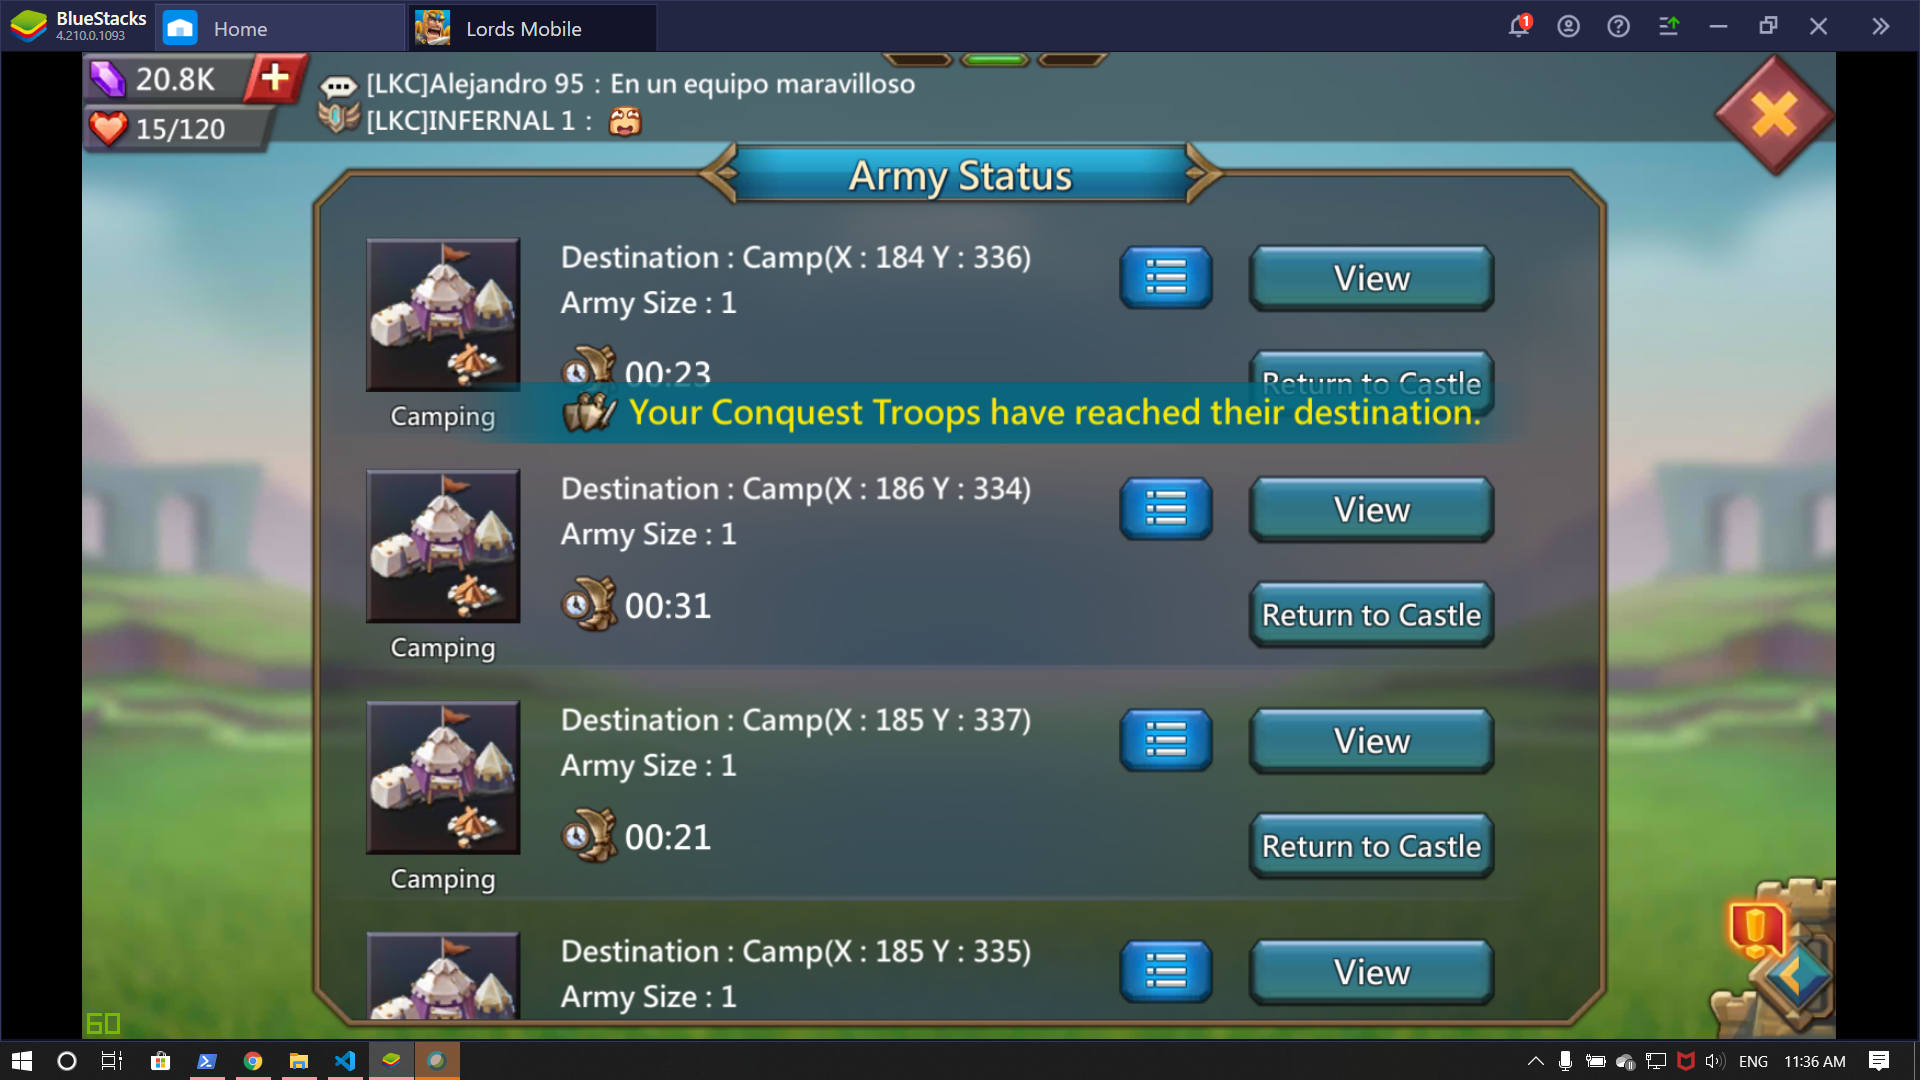 BlueStacks
4.210.0.1093
Home
Lords Mobile
1
20.8K
15/120
[LKC]Alejandro 95 : En un equipo maravilloso
[LKC]INFERNAL 1 :
Army Status
Destination : Camp(X : 184 Y : 336)
Army Size : 1
View
00:23
Return to Castle
Camping
Your Conquest Troops have reached their destination.
Destination : Camp(X : 186 Y : 334)
Army Size : 1
View
00:31
Return to Castle
Camping
Destination : Camp(X : 185 Y : 337)
Army Size : 1
View
00:21
Return to Castle
Camping
Destination : Camp(X : 185 Y : 335)
Army Size : 1
View
60
ENG
11:36 AM